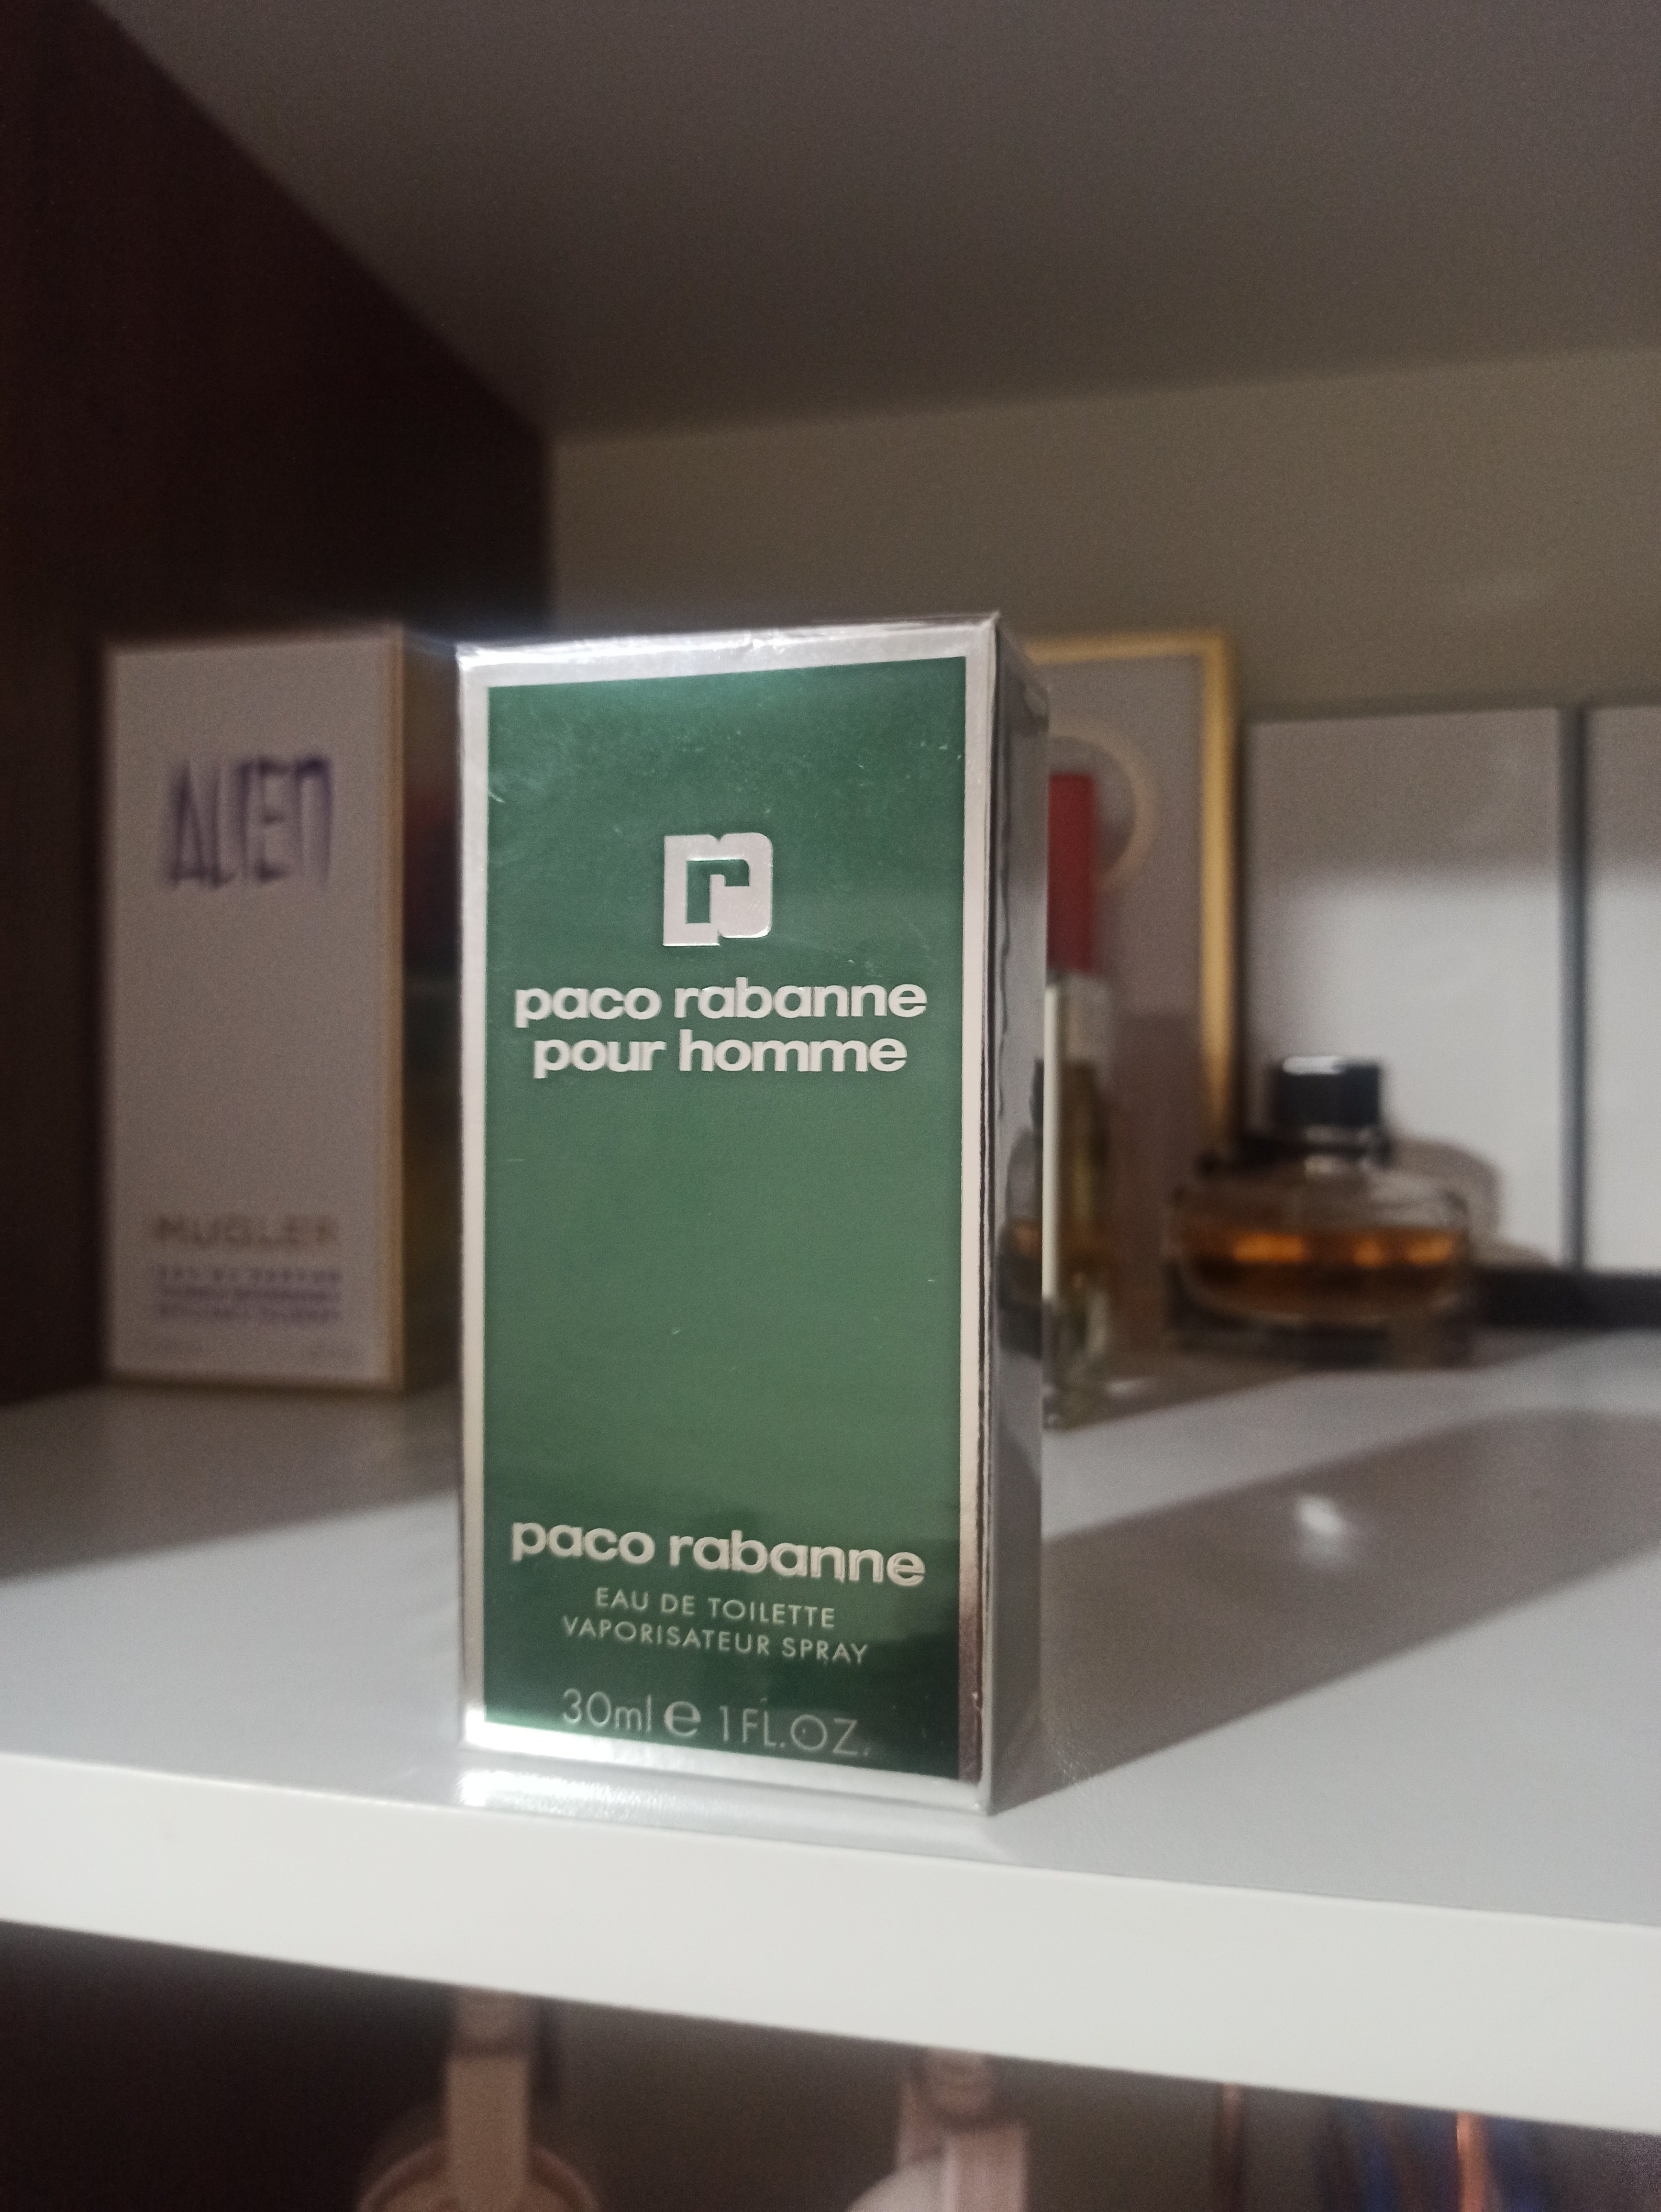 ALIEN
MUGLER
paco rabanne
pour homme
paco rabanne
EAU DE TOILETTE
VAPORISATEUR SPRAY
30ml e 1FL.OZ.